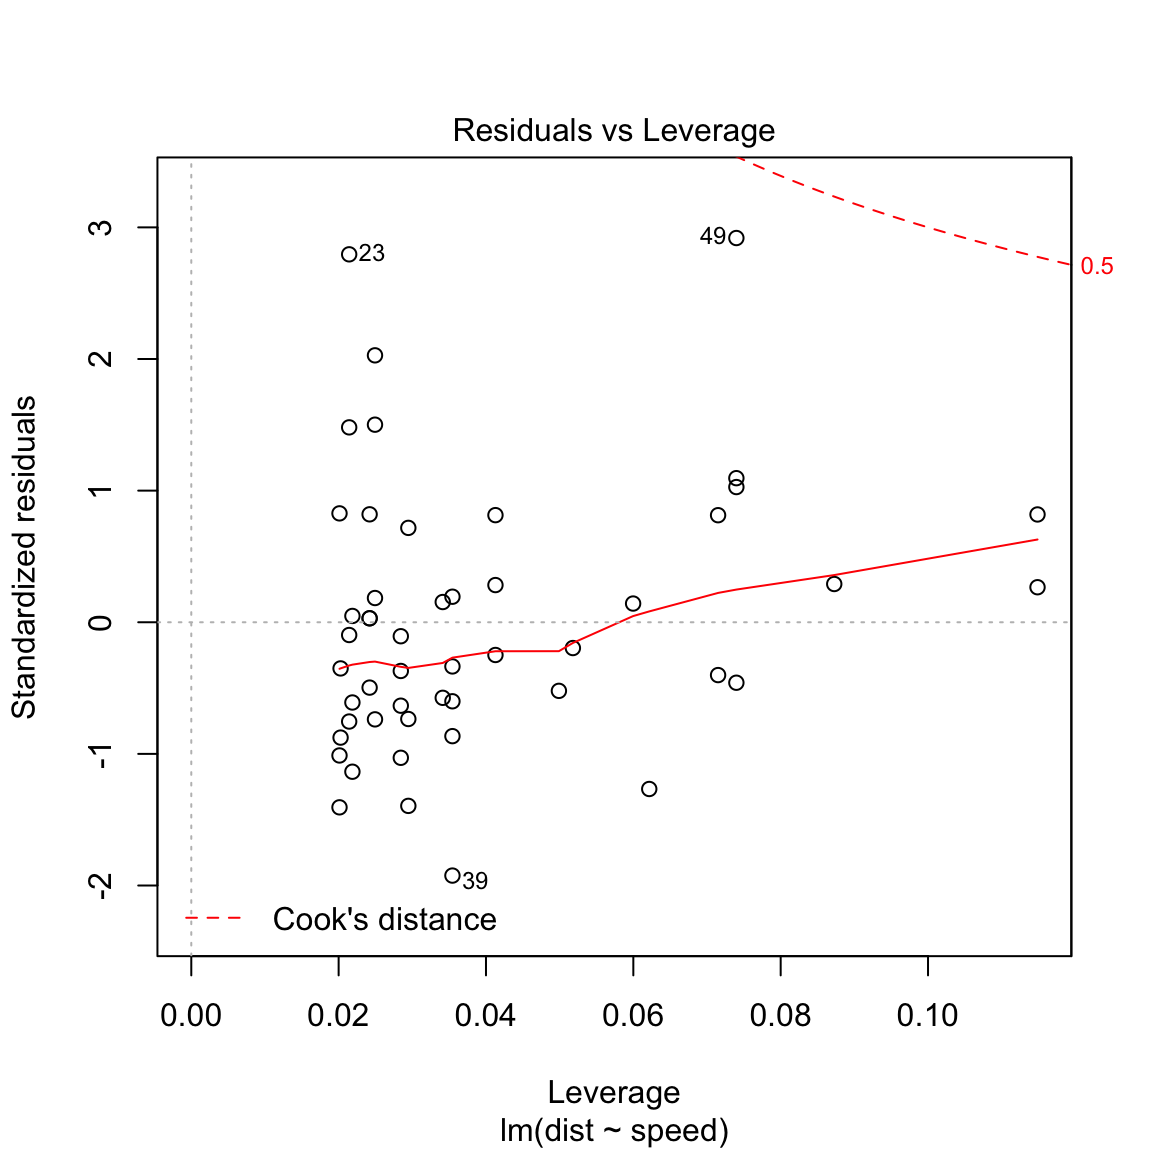 Residuals vs Leverage
Standardized residuals
3
2
1
0
-1
-2
23
49
39
0.5
Cook's distance
0.00 0.02 0.04 0.06 0.08 0.10
Leverage
lm(dist ~ speed)